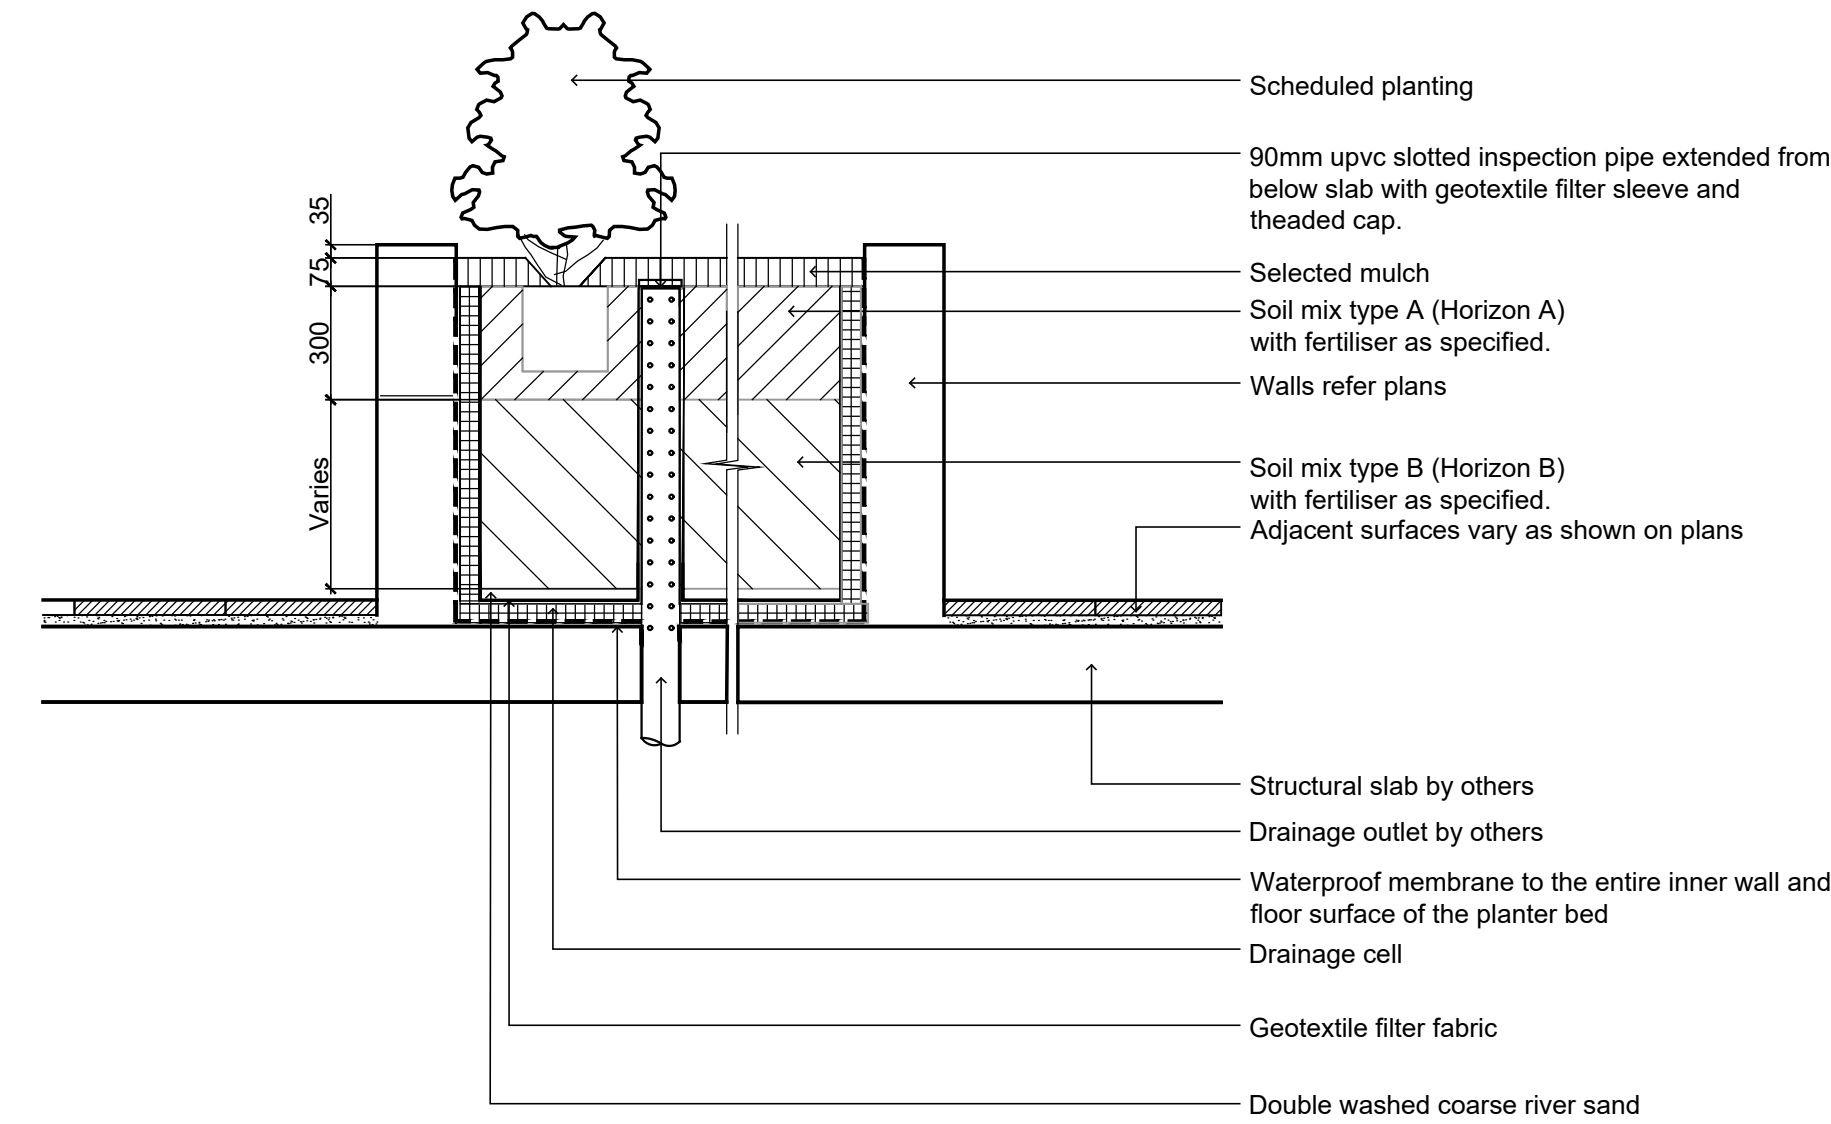 Scheduled planting
90mm upvc slotted inspection pipe extended from
below slab with geotextile filter sleeve and
theaded cap.
35
75
300
Varies
Selected mulch
Soil mix type A (Horizon A)
with fertiliser as specified.
Walls refer plans
Soil mix type B (Horizon B)
with fertiliser as specified.
Adjacent surfaces vary as shown on plans
Structural slab by others
Drainage outlet by others
Waterproof membrane to the entire inner wall and
floor surface of the planter bed
Drainage cell
Geotextile filter fabric
Double washed coarse river sand